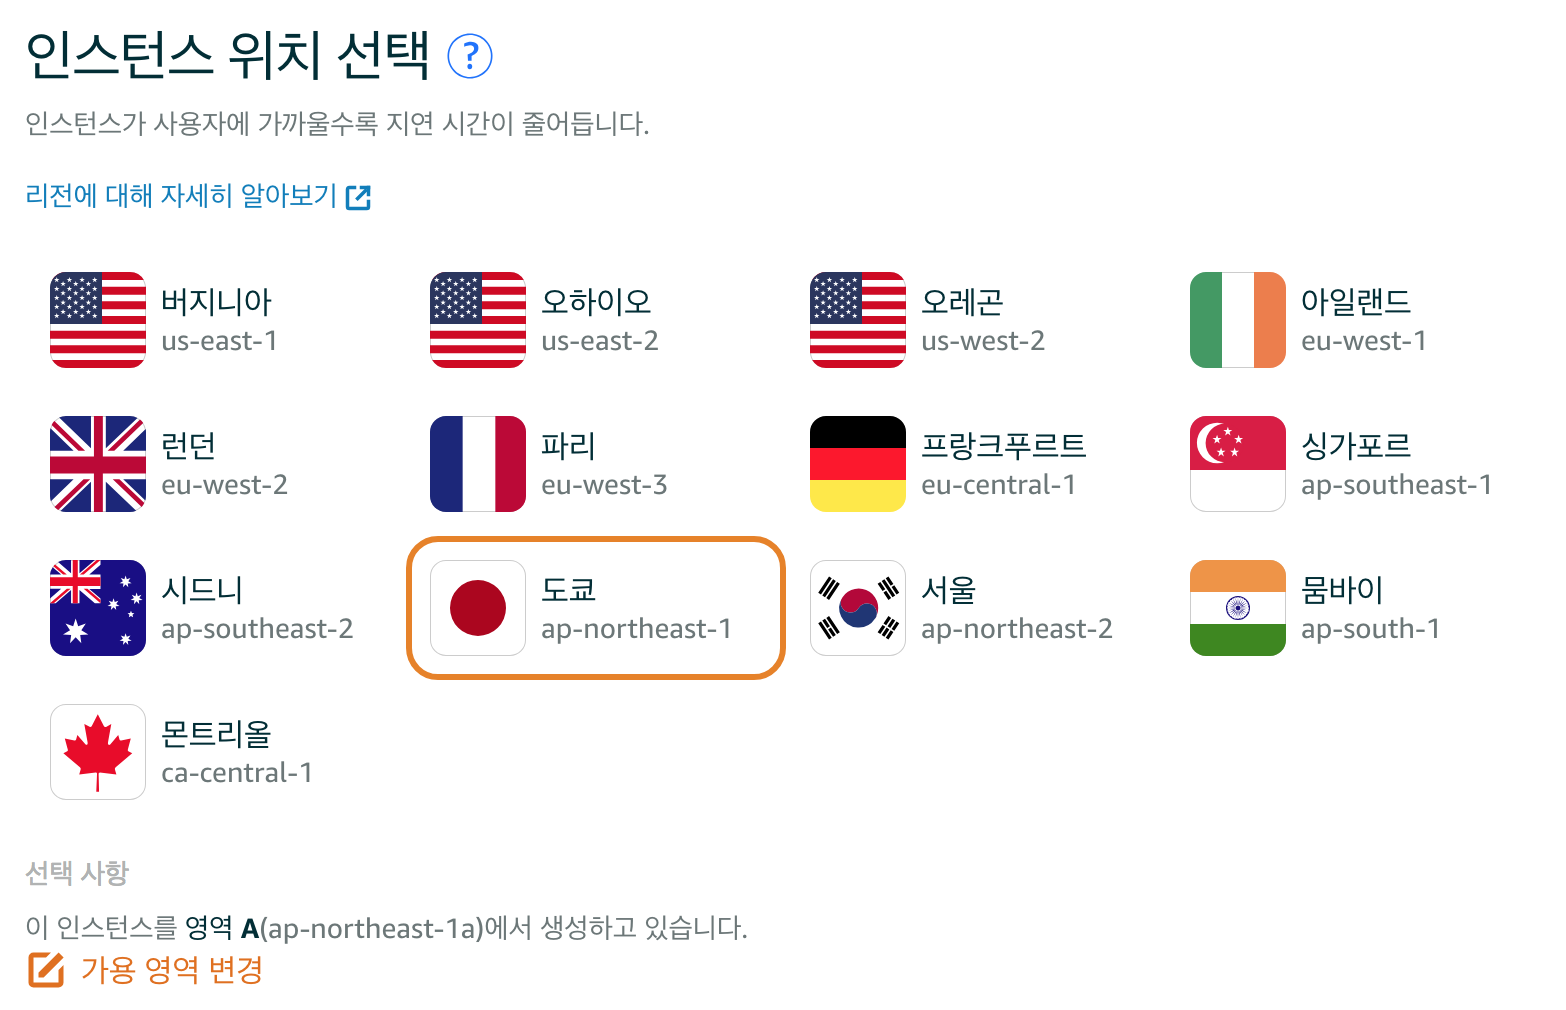 인스턴스 위치 선택 ?
인스턴스가 사용자에 가까울수록 지연 시간이 줄어듭니다.
리전에 대해 자세히 알아보기
버지니아
us-east-1
오하이오
us-east-2
오레곤
us-west-2
아일랜드
eu-west-1
런던
eu-west-2
파리
eu-west-3
프랑크푸르트
eu-central-1
싱가포르
ap-southeast-1
시드니
ap-southeast-2
도쿄
ap-northeast-1
서울
ap-northeast-2
뭄바이
ap-south-1
몬트리올
ca-central-1
선택 사항
이 인스턴스를 영역 A(ap-northeast-1a)에서 생성하고 있습니다.
가용 영역 변경